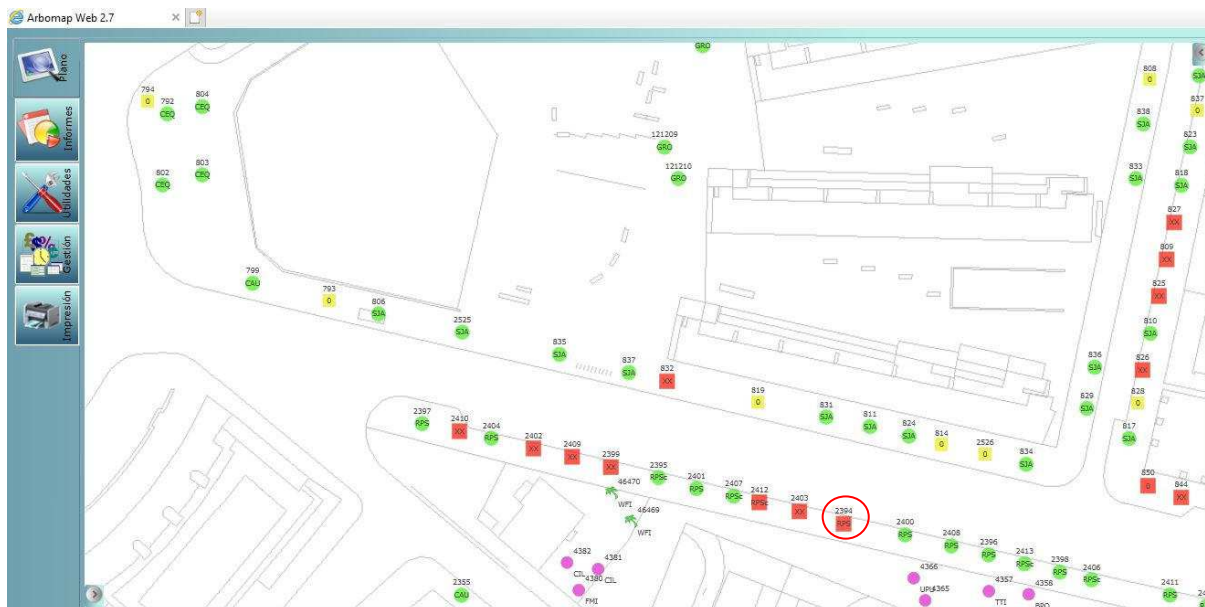 Arbomap Web 2.7
Plano
Informes
Utilidades
Gestión
Impresión
GRO
794
0
792
CEQ
804
CEQ
802
CEQ
803
CEQ
121209
GRO
121210
GRO
808
0
SJA
837
0
838
SJA
823
SJA
833
SJA
818
SJA
827
XX
809
XX
825
XX
810
SJA
826
XX
836
SJA
828
0
829
SJA
817
SJA
850
0
844
XX
799
CAU
793
0
806
SJA
2525
SJA
835
SJA
837
SJA
832
XX
819
0
831
SJA
811
SJA
824
SJA
814
0
2526
0
834
SJA
2397
RPS
2410
XX
2404
RPS
2402
XX
2409
XX
2399
XX
2395
RPSc
2401
RPS
2407
RPSc
2412
RPSc
2403
XX
2394
RPS
2400
RPS
2408
RPS
2396
RPS
2413
RPSc
2398
RPS
2406
RPSc
2411
RPS
46470
WFI
46469
WFI
4382
CIL
4381
CIL
4380
FMI
2355
CAU
4366
UPU
4365
4357
TTI
4358